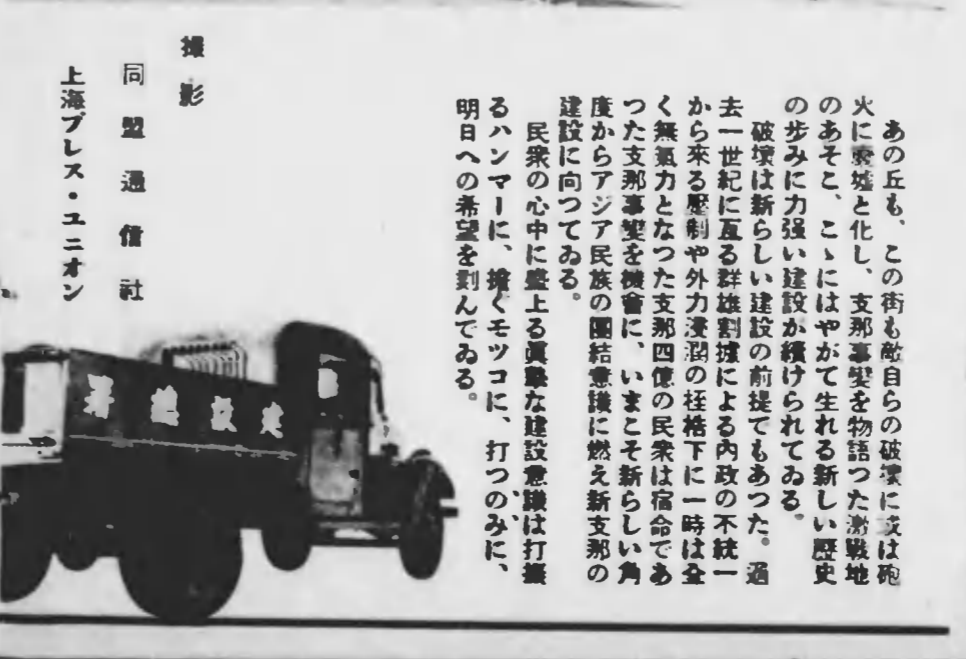 あの丘も、この街も敵自らの破壞に或は砲
火に廢墟と化し、支那事變を物語つた激戰地
のあそこ、こゝにはやがて生れる新しい歷史
の步みに力强い建設が續けられてゐる。
破壞は新らしい建設の前提でもあつた。過
去一世紀に亙る群雄割據による內政の不統一
から來る壓制や外力浸潤の桎梏下に一時は全
く無氣力となつた支那四億の民衆は宿命であ
つた支那事變を機會に、いまこそ新らしい角
度からアジア民族の團結意識に燃え新支那の
建設に向つてゐる。
民衆の心中に盛上る眞摯な建設意識は打振
るハンマーに、擔ぐモツコに、打つのみに、
明日への希望を刻んでゐる。
撮影
同盟通信社
上海プレス・ユニオン
建設總署